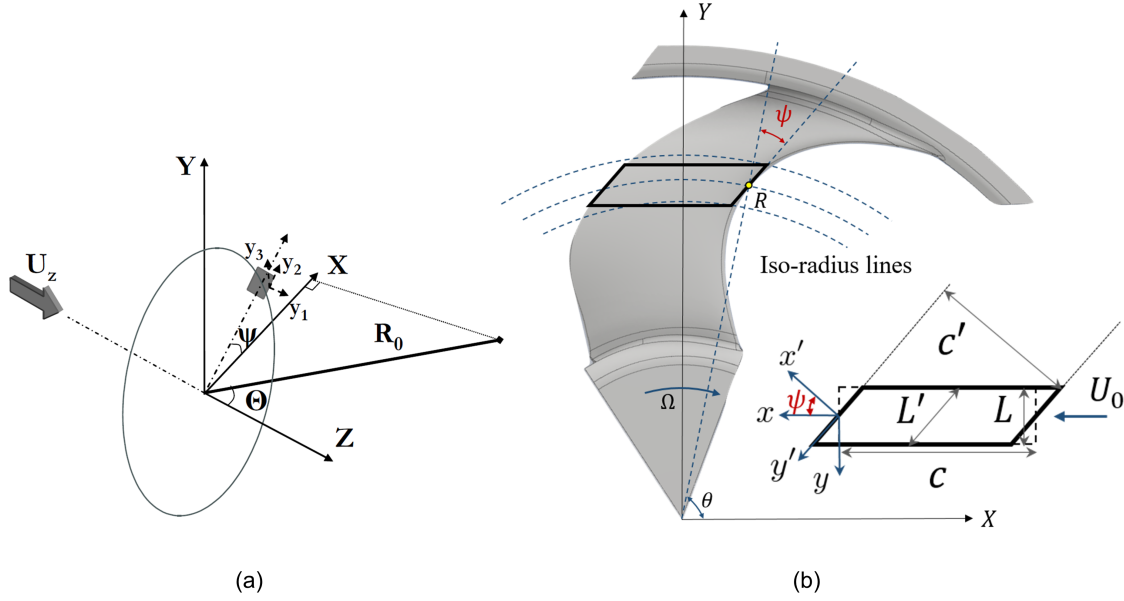 Y
U_z
y_3
y_2
X
y_1
ψ
R_0
Θ
Z
(a)
Y
ψ
R
Iso-radius lines
Ω
θ
X
c′
x′
ψ
x
L′
L
U_0
y′
y
c
(b)